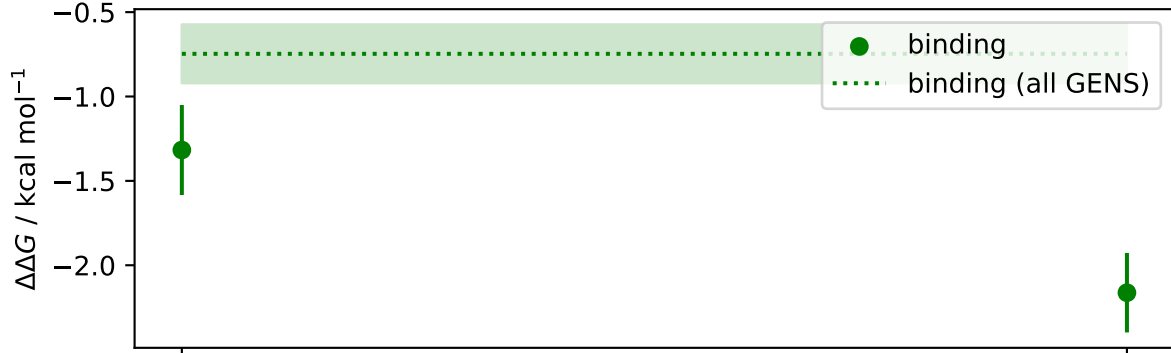 −0.5
−1.0
−1.5
−2.0
ΔΔG / kcal mol⁻¹
binding
binding (all GENS)